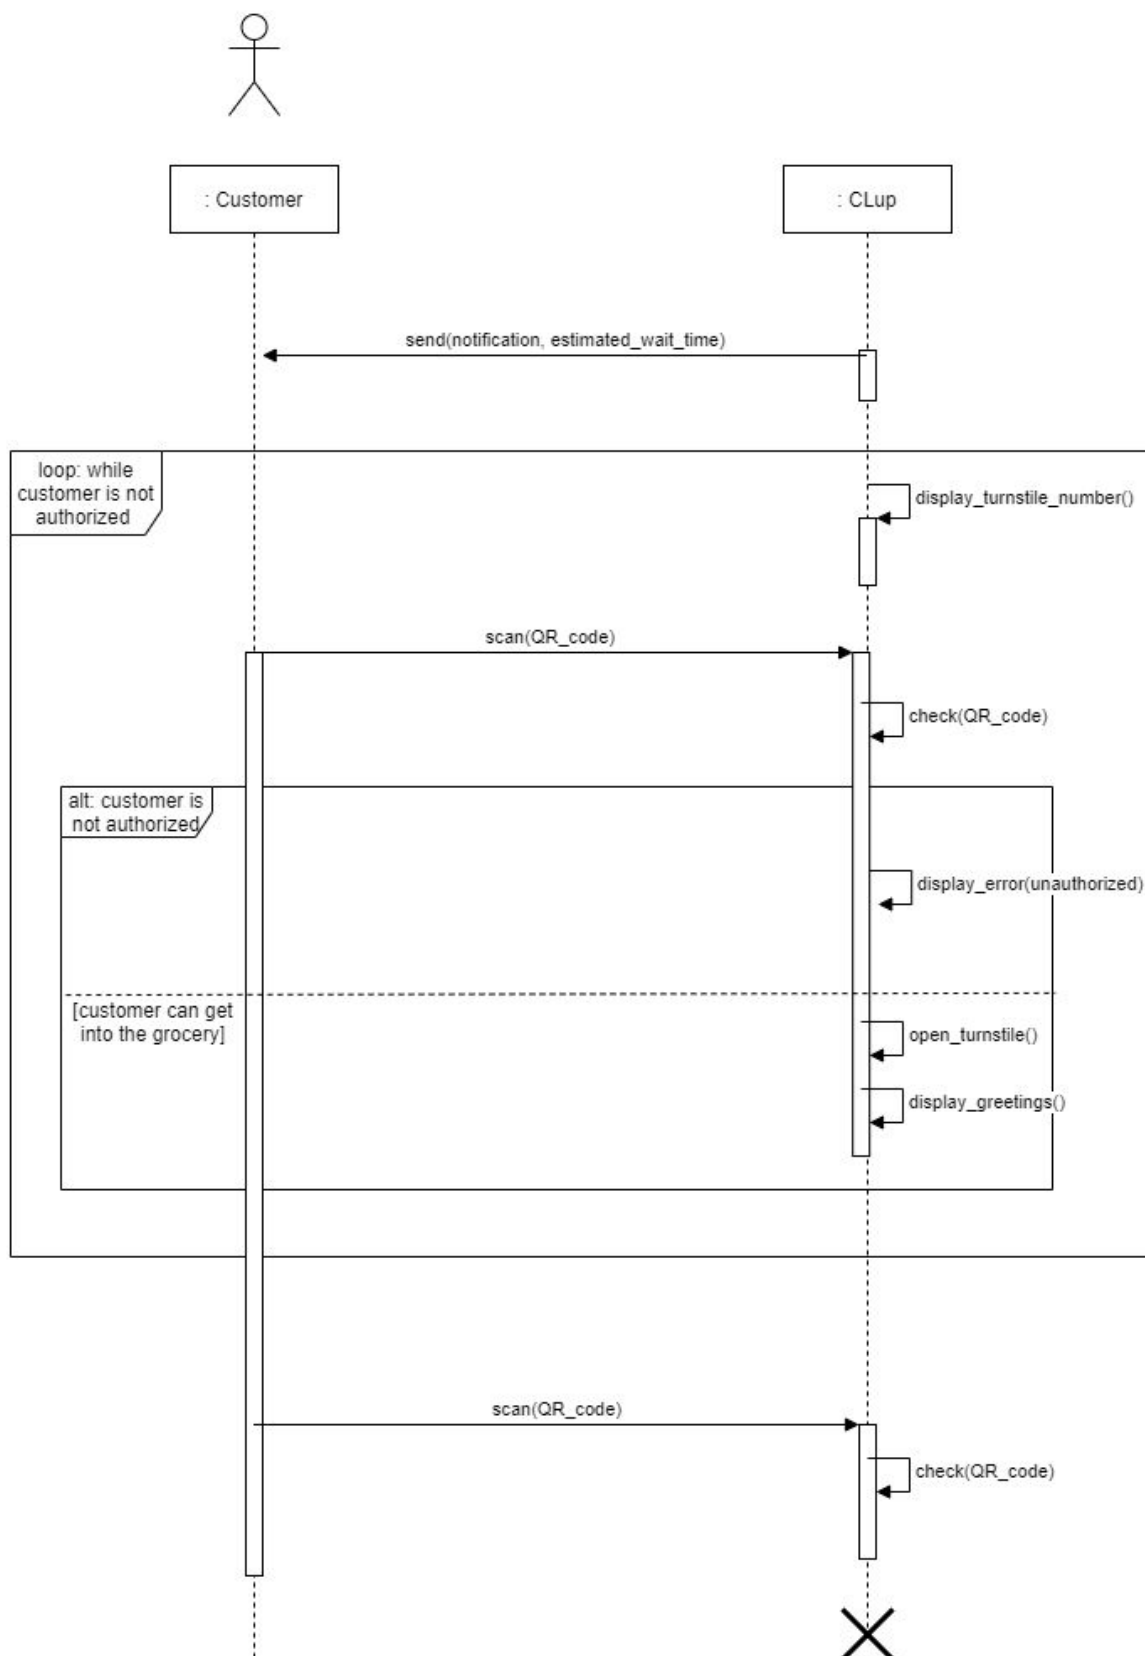 : Customer
: CLup
send(notification, estimated_wait_time)
loop: while
customer is not
authorized
display_turnstile_number()
scan(QR_code)
check(QR_code)
alt: customer is
not authorized
display_error(unauthorized)
[customer can get
into the grocery]
open_turnstile()
display_greetings()
scan(QR_code)
check(QR_code)